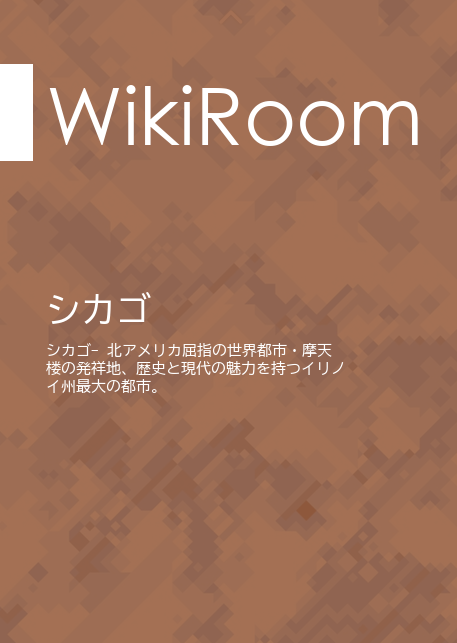 WikiRoom
シカゴ
シカゴ– 北アメリカ屈指の世界都市・摩天
楼の発祥地、歴史と現代の魅力を持つイリノ
イ州最大の都市。